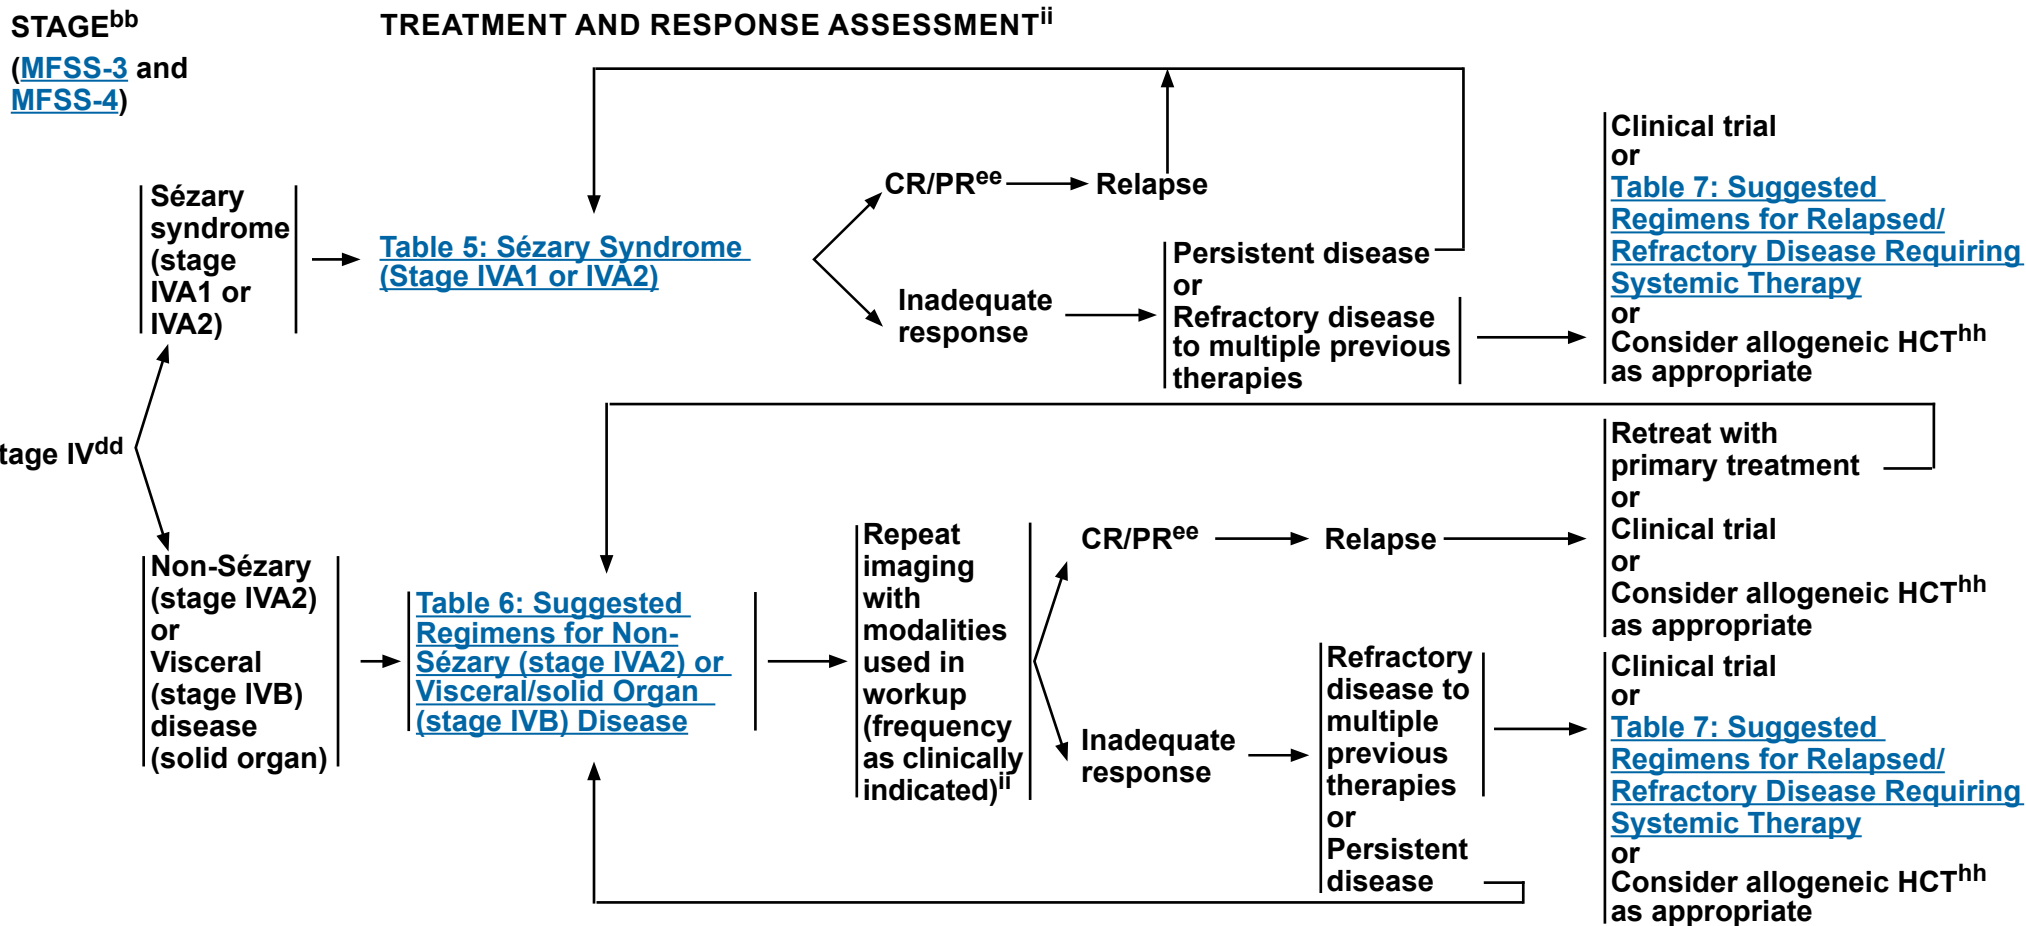 STAGEbb
(MFSS-3 and
MFSS-4)
TREATMENT AND RESPONSE ASSESSMENTii
tage IVdd
Sézary
syndrome
(stage
IVA1 or
IVA2)
Table 5: Sézary Syndrome
(Stage IVA1 or IVA2)
CR/PRee
Relapse
Inadequate
response
Persistent disease
or
Refractory disease
to multiple previous
therapies
Clinical trial
or
Table 7: Suggested
Regimens for Relapsed/
Refractory Disease Requiring
Systemic Therapy
or
Consider allogeneic HCThh
as appropriate
Non-Sézary
(stage IVA2)
or
Visceral
(stage IVB)
disease
(solid organ)
Table 6: Suggested
Regimens for Non-
Sézary (stage IVA2) or
Visceral/solid Organ
(stage IVB) Disease
Repeat
imaging
with
modalities
used in
workup
(frequency
as clinically
indicated)ii
CR/PRee
Relapse
Retreat with
primary treatment
or
Clinical trial
or
Consider allogeneic HCThh
as appropriate
Inadequate
response
Refractory
disease to
multiple
previous
therapies
or
Persistent
disease
Clinical trial
or
Table 7: Suggested
Regimens for Relapsed/
Refractory Disease Requiring
Systemic Therapy
or
Consider allogeneic HCThh
as appropriate